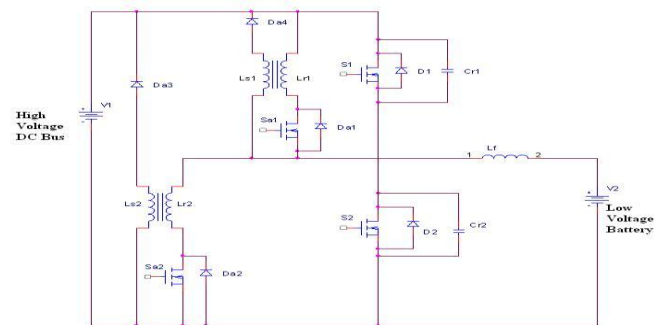 Da4
S1
D1
Cr1
Ls1
Lr1
Da3
V1
+
High
Voltage
DC Bus
Sa1
Da1
Lf
1
2
V2
+
Low
Voltage
Battery
Ls2
Lr2
S2
D2
Cr2
Sa2
Da2